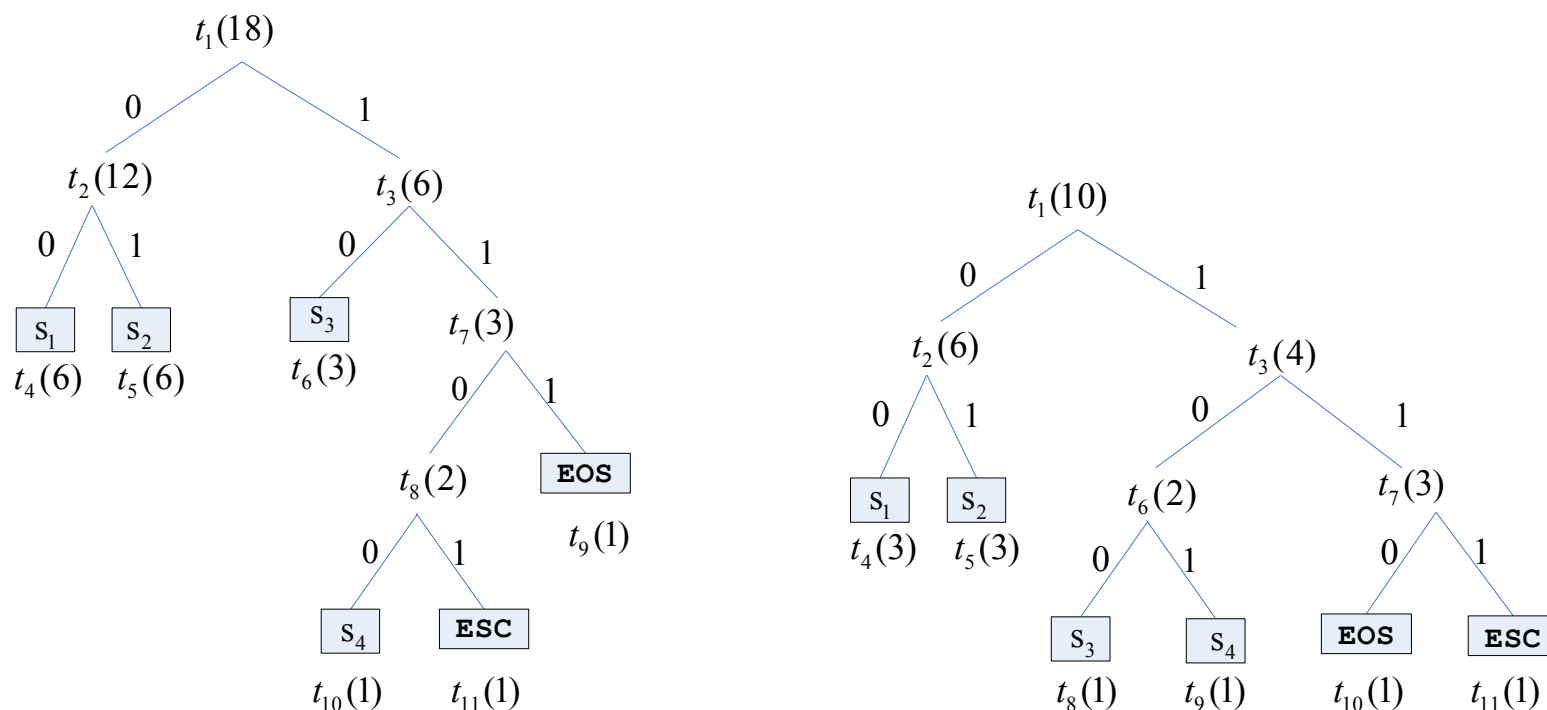 t₁(18)
0 1
t₂(12) t₃(6)
0 1 0 1
s₁ s₂ s₃ t₇(3)
t₄(6) t₅(6) t₆(3)
0 1
t₈(2) EOS
t₉(1)
0 1
s₄ ESC
t₁₀(1) t₁₁(1)
t₁(10)
0 1
t₂(6) t₃(4)
0 1 0 1
s₁ s₂ t₆(2) t₇(3)
t₄(3) t₅(3)
0 1 0 1
s₃ s₄ EOS ESC
t₈(1) t₉(1) t₁₀(1) t₁₁(1)